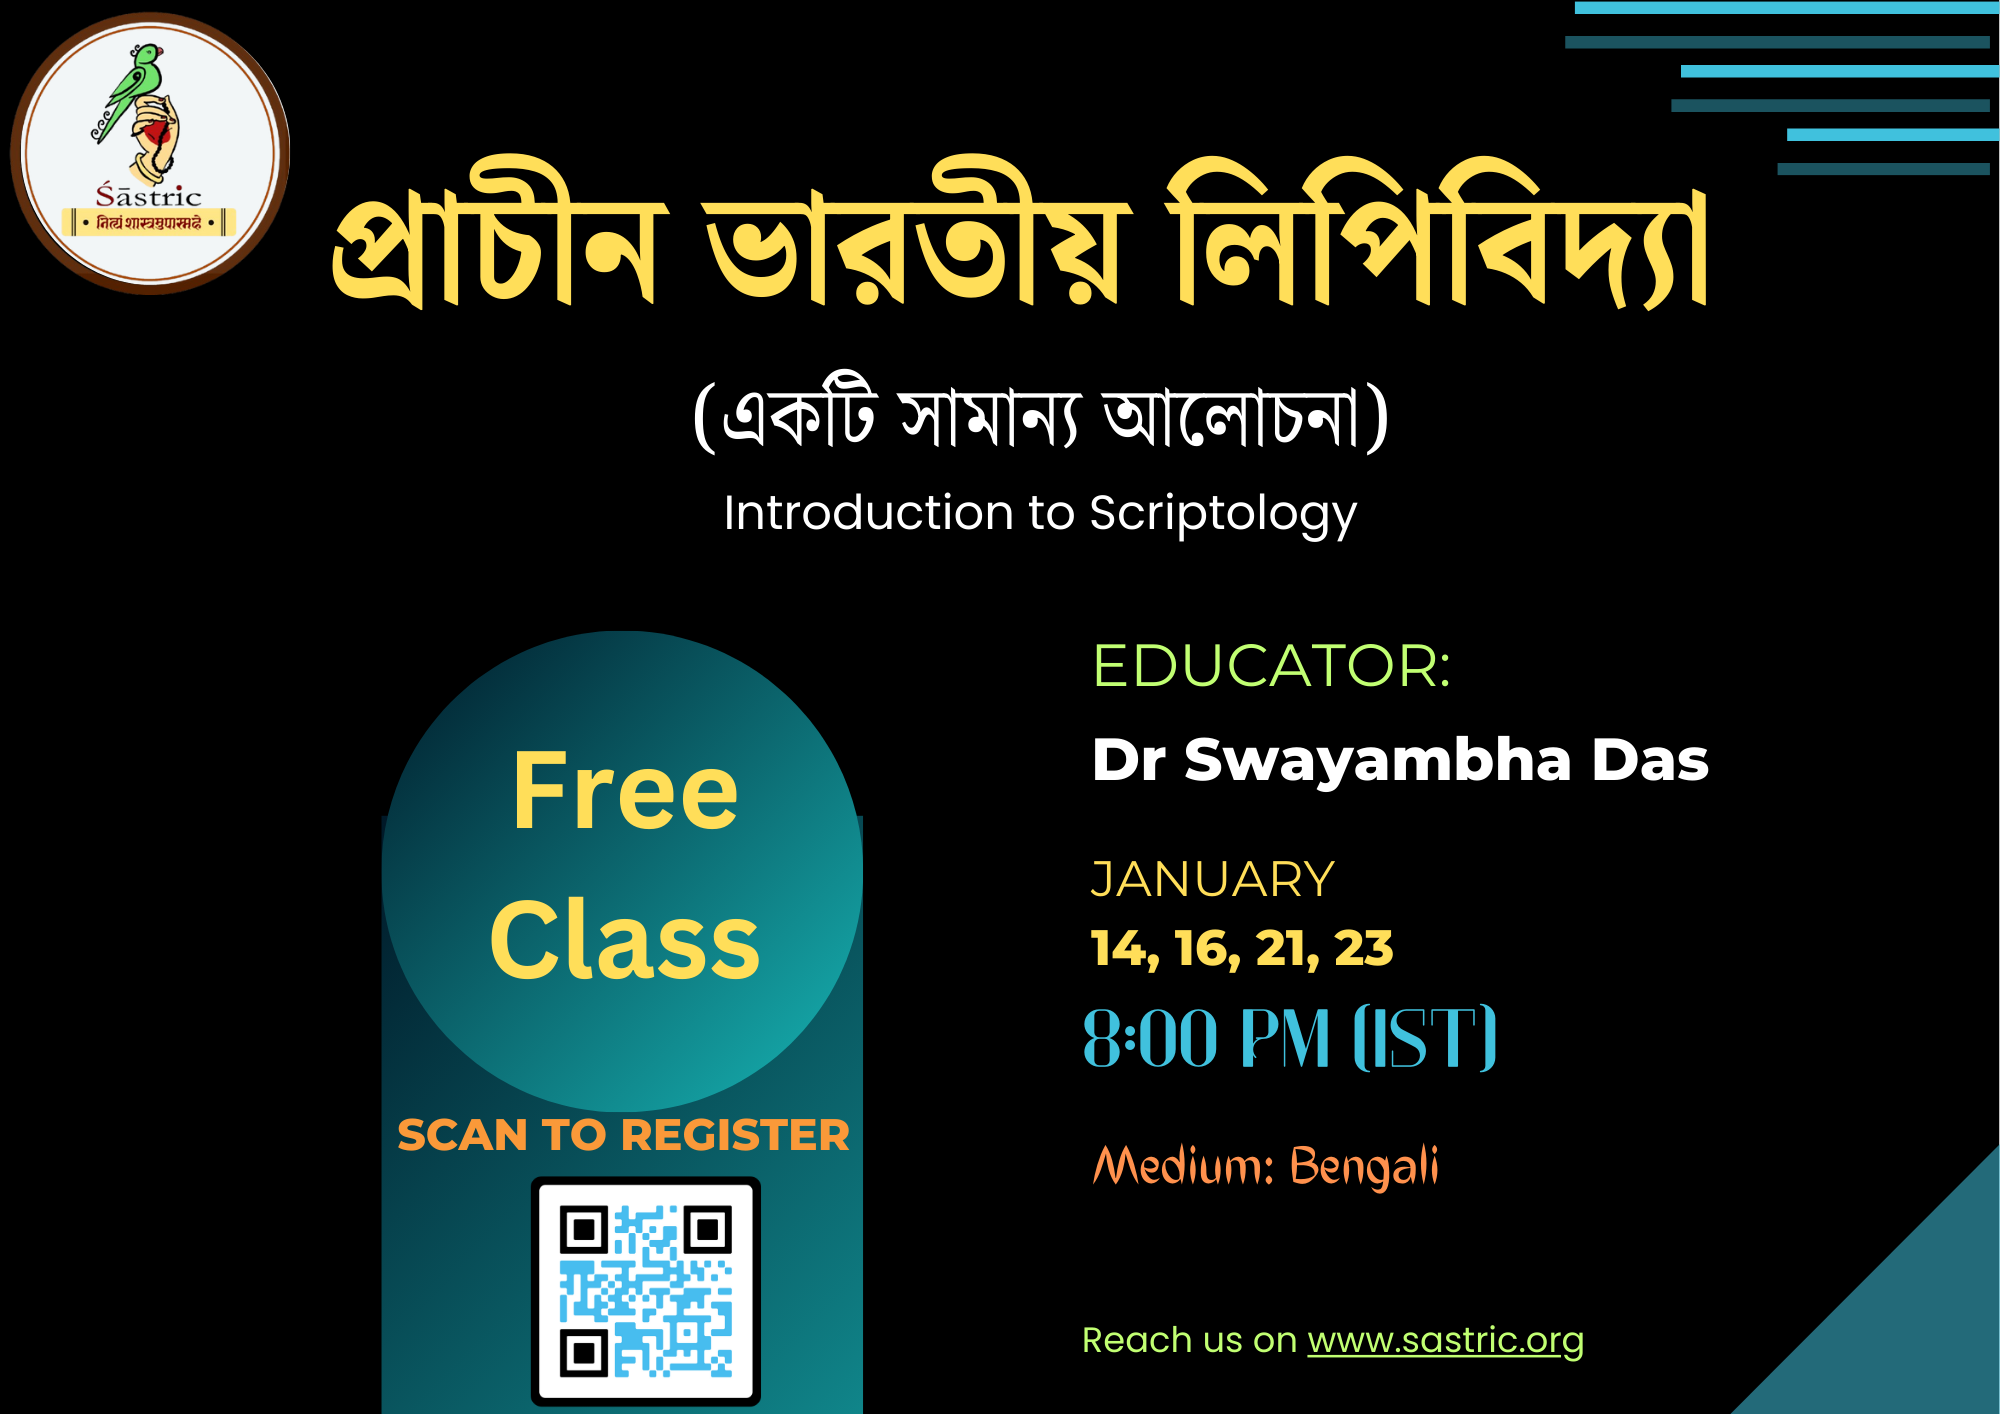 Śāstric
नित्यं शास्त्रमुपास्महे
প্রাচীন ভারতীয় লিপিবিদ্যা
(একটি সামান্য আলোচনা)
Introduction to Scriptology
Free
Class
SCAN TO REGISTER
EDUCATOR:
Dr Swayambha Das
JANUARY
14, 16, 21, 23
8:00 PM (IST)
Medium: Bengali
Reach us on www.sastric.org